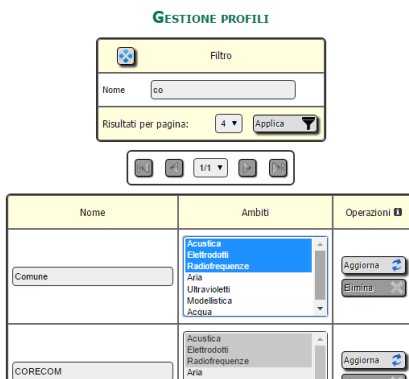 GESTIONE PROFILI
Filtro
Nome co
Risultati per pagina: 4 Applica
1/1
Nome Ambiti Operazioni
Comune
Acustica
Elettrodotti
Radiofrequenze
Aria
Ultravioletti
Modellistica
Acqua
Aggiorna
Elimina
CORECOM
Acustica
Elettrodotti
Radiofrequenze
Aria
Aggiorna